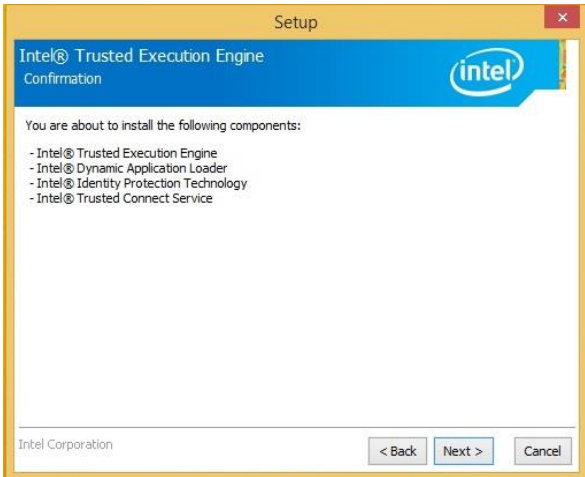 Setup
Intel® Trusted Execution Engine
Confirmation
intel
You are about to install the following components:
- Intel® Trusted Execution Engine
- Intel® Dynamic Application Loader
- Intel® Identity Protection Technology
- Intel® Trusted Connect Service
Intel Corporation
< Back Next > Cancel